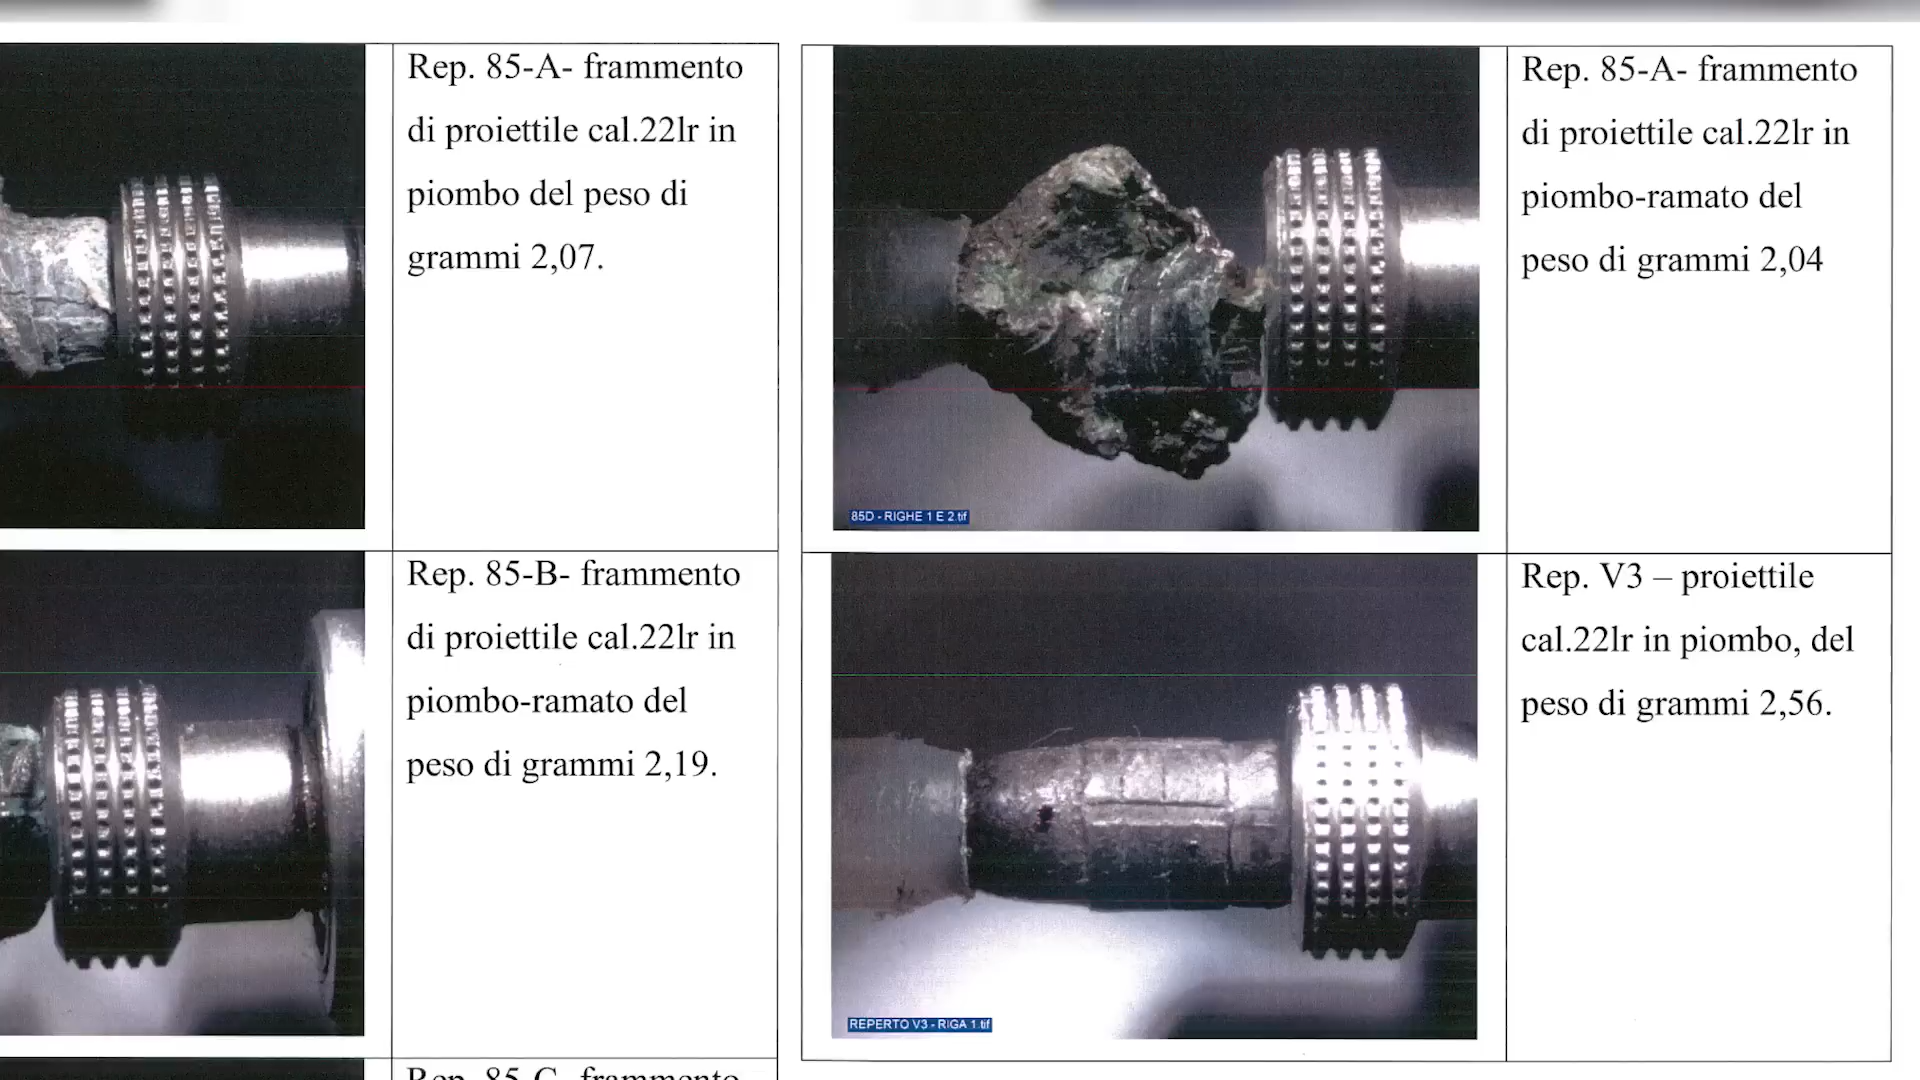 Rep. 85-A- frammento
di proiettile cal.22lr in
piombo del peso di
grammi 2,07.
Rep. 85-B- frammento
di proiettile cal.22lr in
piombo-ramato del
peso di grammi 2,19.
Rep. 85-C- frammento
Rep. 85-A- frammento
di proiettile cal.22lr in
piombo-ramato del
peso di grammi 2,04
85D - RIGHE 1 E 2.tif
Rep. V3 – proiettile
cal.22lr in piombo, del
peso di grammi 2,56.
REPERTO V3 - RIGA 1.tif